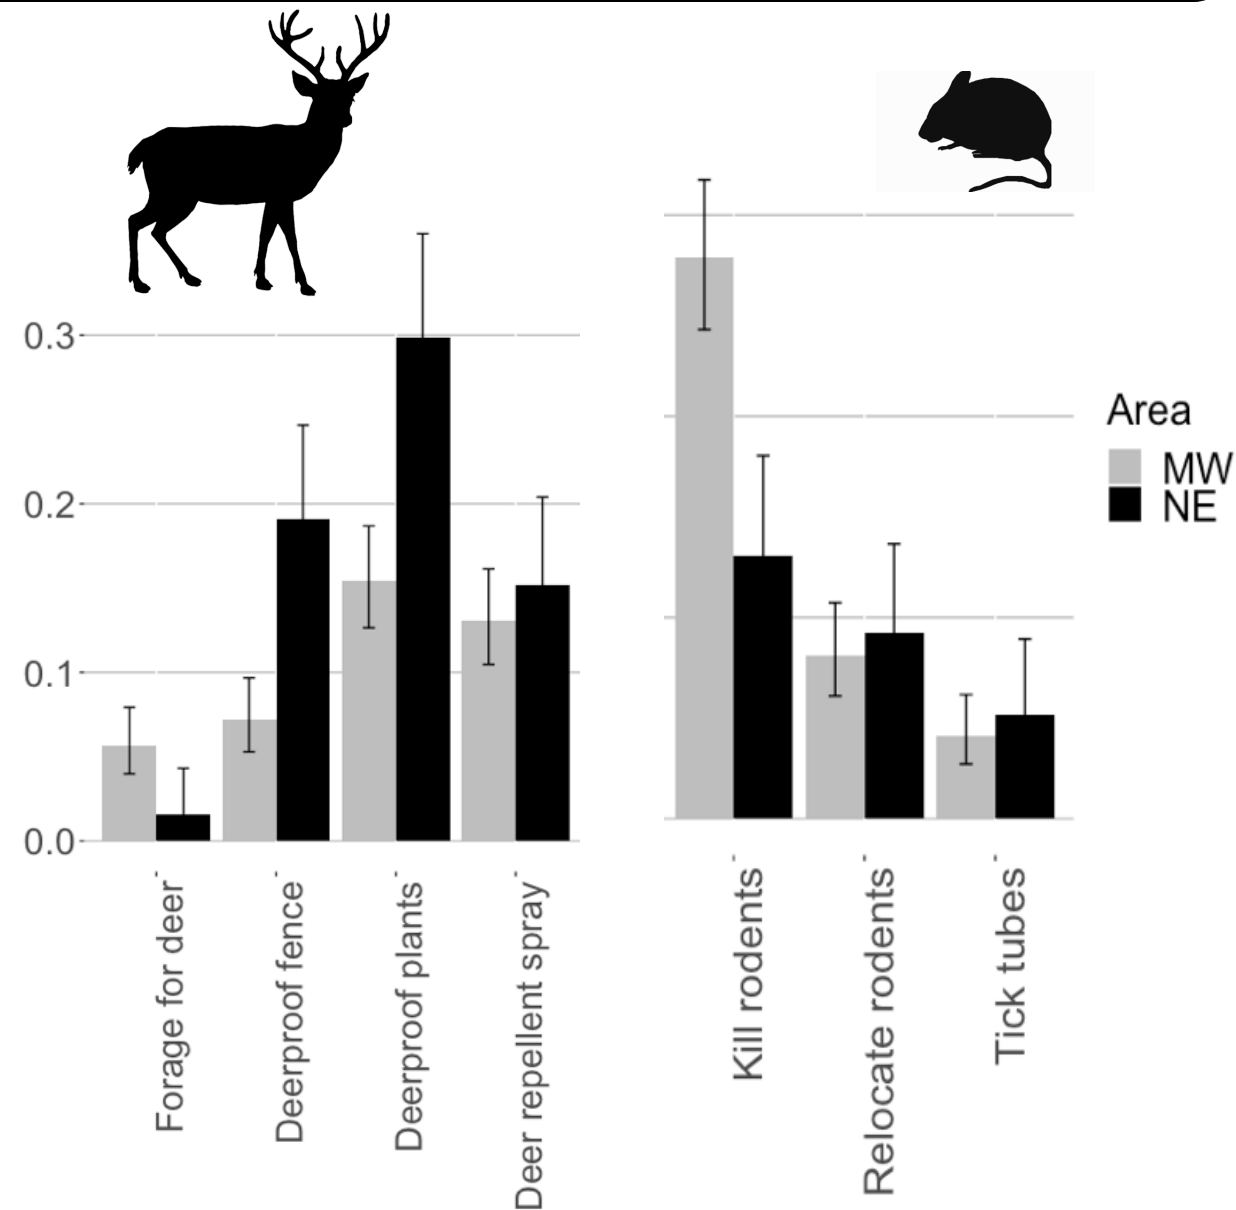 0.3
0.2
0.1
0.0
Forage for deer
Deerproof fence
Deerproof plants
Deer repellent spray
Kill rodents
Relocate rodents
Tick tubes
Area
MW
NE